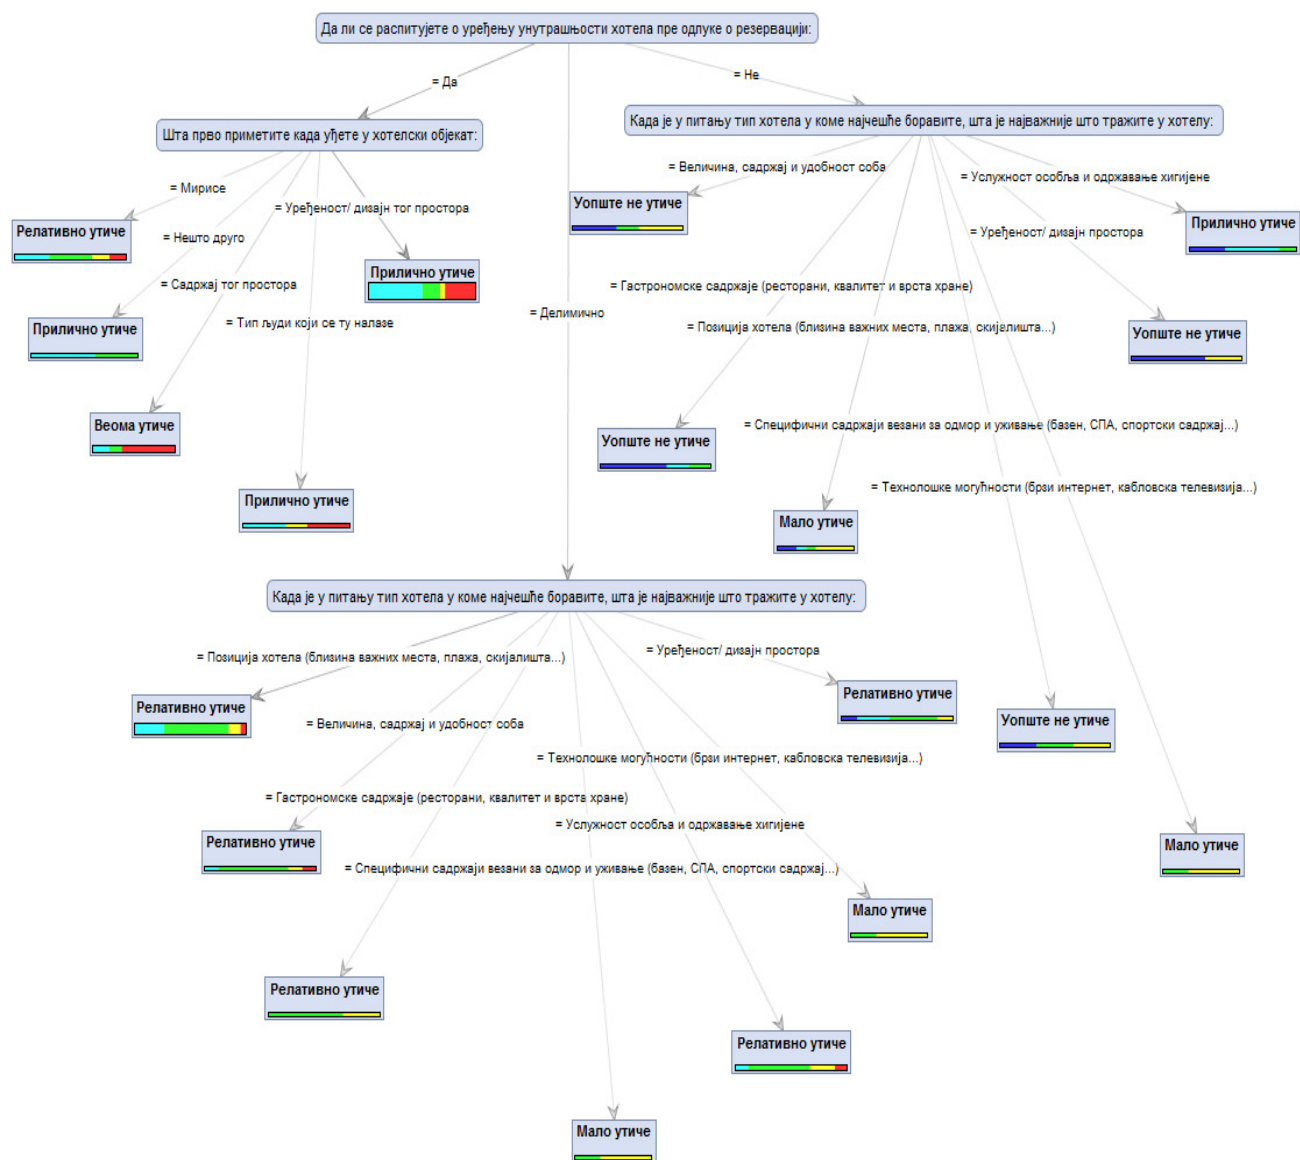 Да ли се распитујете о уређењу унутрашњости хотела пре одлуке о резервацији:
= Да
= Не
Шта прво приметите када уђете у хотелски објекат:
Када је у питању тип хотела у коме најчешће боравите, шта је најважније што тражите у хотелу:
= Мирисе
= Уређеност/ дизајн тог простора
= Величина, садржај и удобност соба
= Услужност особља и одржавање хигијене
Релативно утиче
= Нешто друго
Уопште не утиче
= Уређеност/ дизајн простора
Прилично утиче
= Садржај тог простора
Прилично утиче
= Гастрономске садржаје (ресторани, квалитет и врста хране)
= Делимично
Прилично утиче
= Тип људи који се ту налазе
= Позиција хотела (близина важних места, плажа, скијалишта...)
Уопште не утиче
Веома утиче
Уопште не утиче
= Специфични садржаји везани за одмор и уживање (базен, СПА, спортски садржај...)
Прилично утиче
= Технолошке могућности (брзи интернет, кабловска телевизија...)
Мало утиче
Када је у питању тип хотела у коме најчешће боравите, шта је најважније што тражите у хотелу:
= Позиција хотела (близина важних места, плажа, скијалишта...)
= Уређеност/ дизајн простора
Релативно утиче
= Величина, садржај и удобност соба
Релативно утиче
Уопште не утиче
= Технолошке могућности (брзи интернет, кабловска телевизија...)
= Гастрономске садржаје (ресторани, квалитет и врста хране)
= Услужност особља и одржавање хигијене
Релативно утиче
Мало утиче
= Специфични садржаји везани за одмор и уживање (базен, СПА, спортски садржај...)
Мало утиче
Релативно утиче
Релативно утиче
Мало утиче